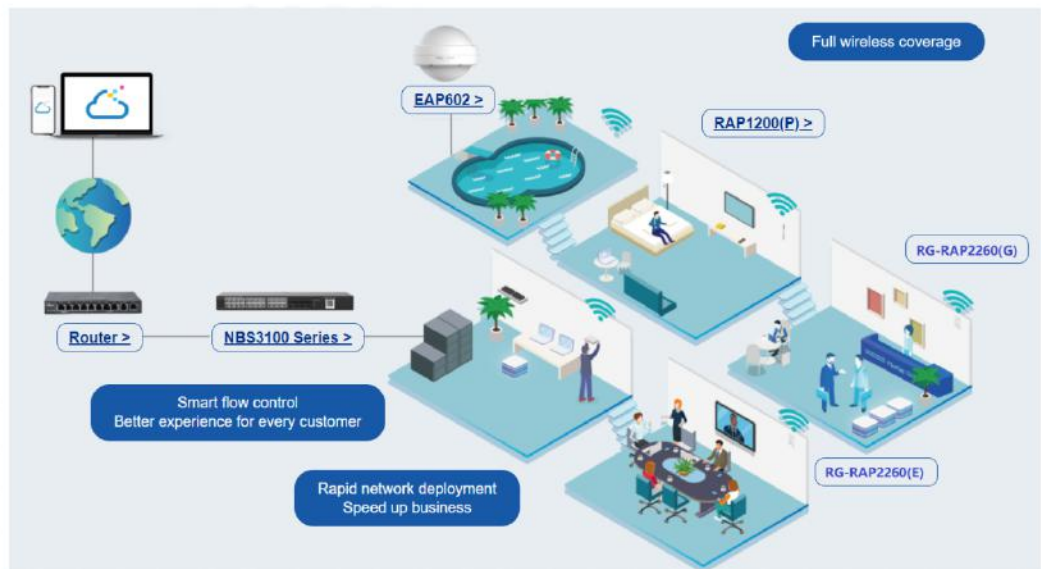 Full wireless coverage
EAP602 >
RAP1200(P) >
RG-RAP2260(G)
Router >
NBS3100 Series >
Smart flow control
Better experience for every customer
RG-RAP2260(E)
Rapid network deployment
Speed up business